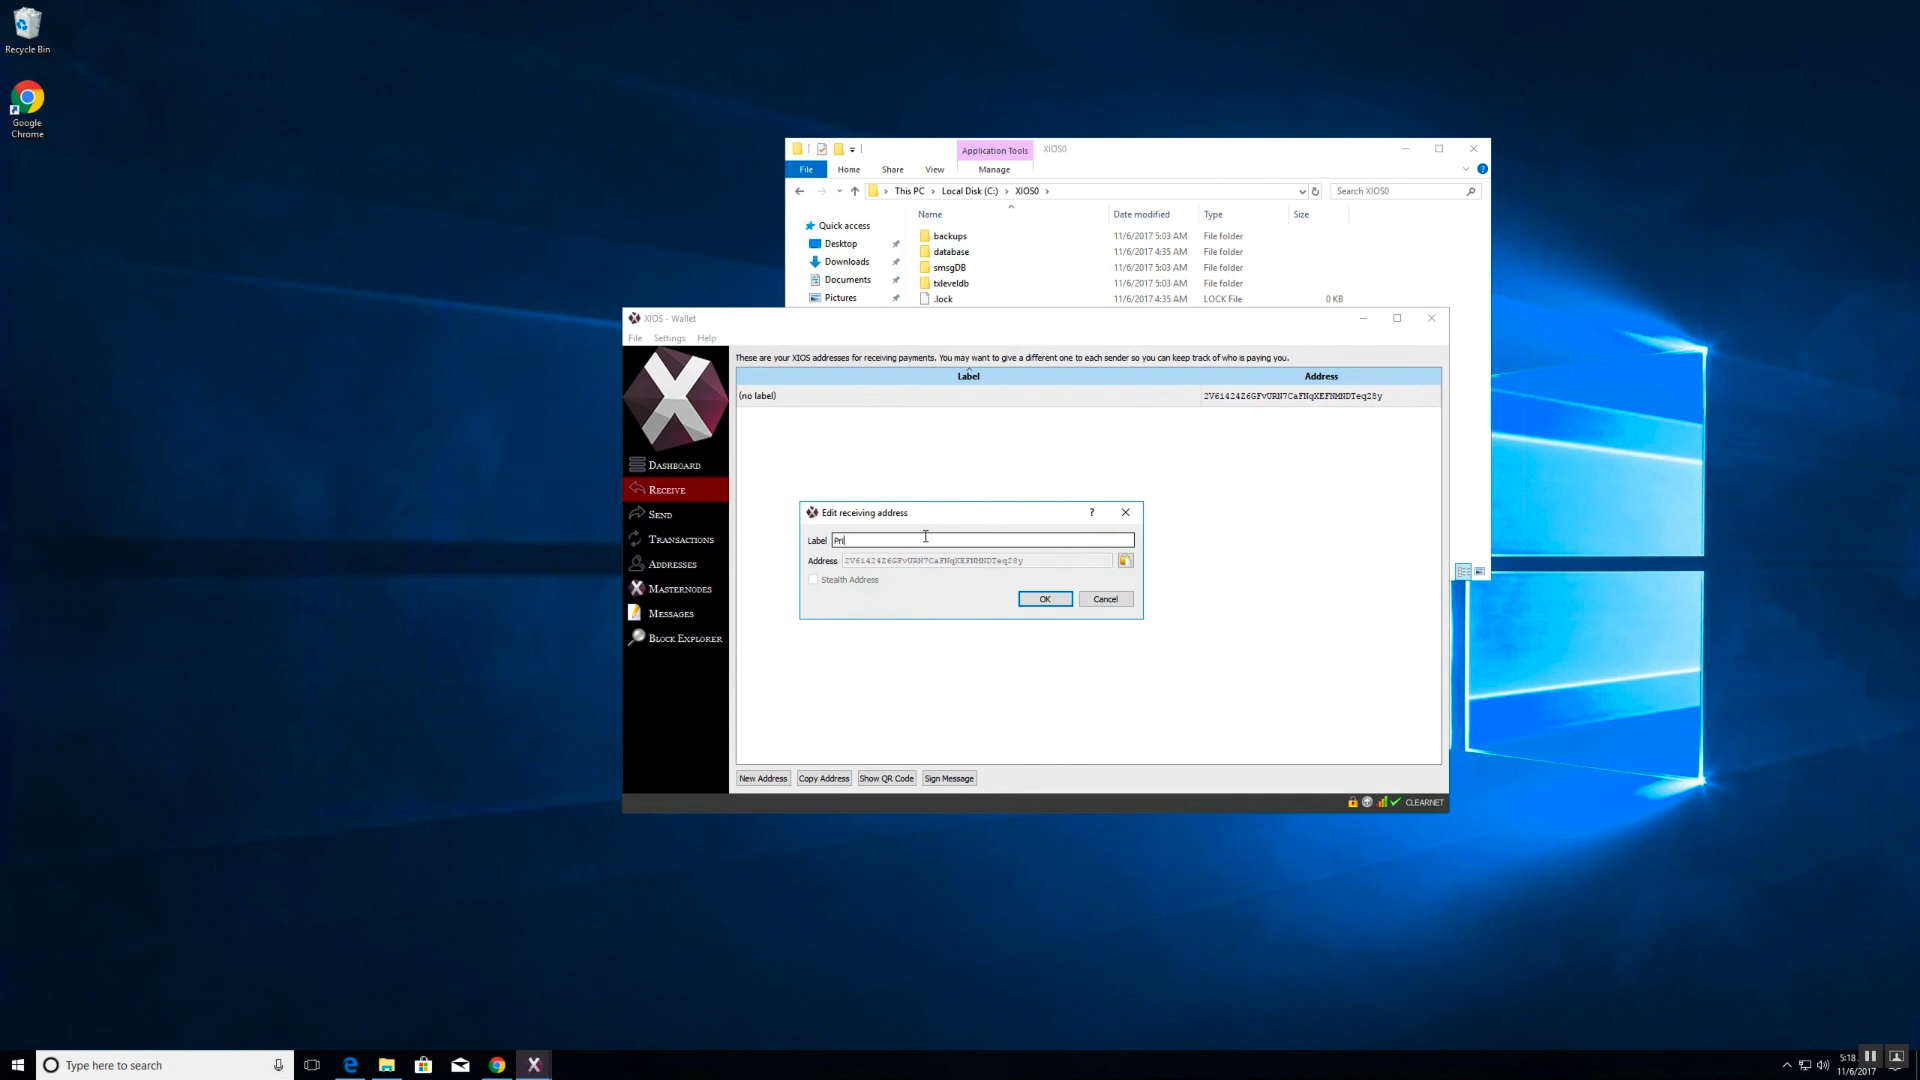 Recycle Bin
Google
Chrome
Application Tools
XIOS0
File
Home
Share
View
Manage
This PC
Local Disk (C:)
XIOS0
Search XIOS0
Name
Date modified
Type
Size
Quick access
Desktop
Downloads
Documents
Pictures
backups 11/6/2017 5:03 AM File folder
database 11/6/2017 4:35 AM File folder
smsgDB 11/6/2017 5:03 AM File folder
txleveldb 11/6/2017 5:03 AM File folder
.lock 11/6/2017 4:35 AM LOCK File 0 KB
XIOS - Wallet
File Settings Help
These are your XIOS addresses for receiving payments. You may want to give a different one to each sender so you can keep track of who is paying you.
Label Address
(no label) 2V6i424Z6GFvURN7CaFNqXEFNMNDTeq28y
Dashboard
Receive
Send
Transactions
Addresses
Masternodes
Messages
Block Explorer
Edit receiving address
Label Pri
Address 2V6i424Z6GFvURN7CaFNqXEFNMNDTeq28y
Stealth Address
OK Cancel
New Address Copy Address Show QR Code Sign Message
CLEARNET
Type here to search
5:18
11/6/2017